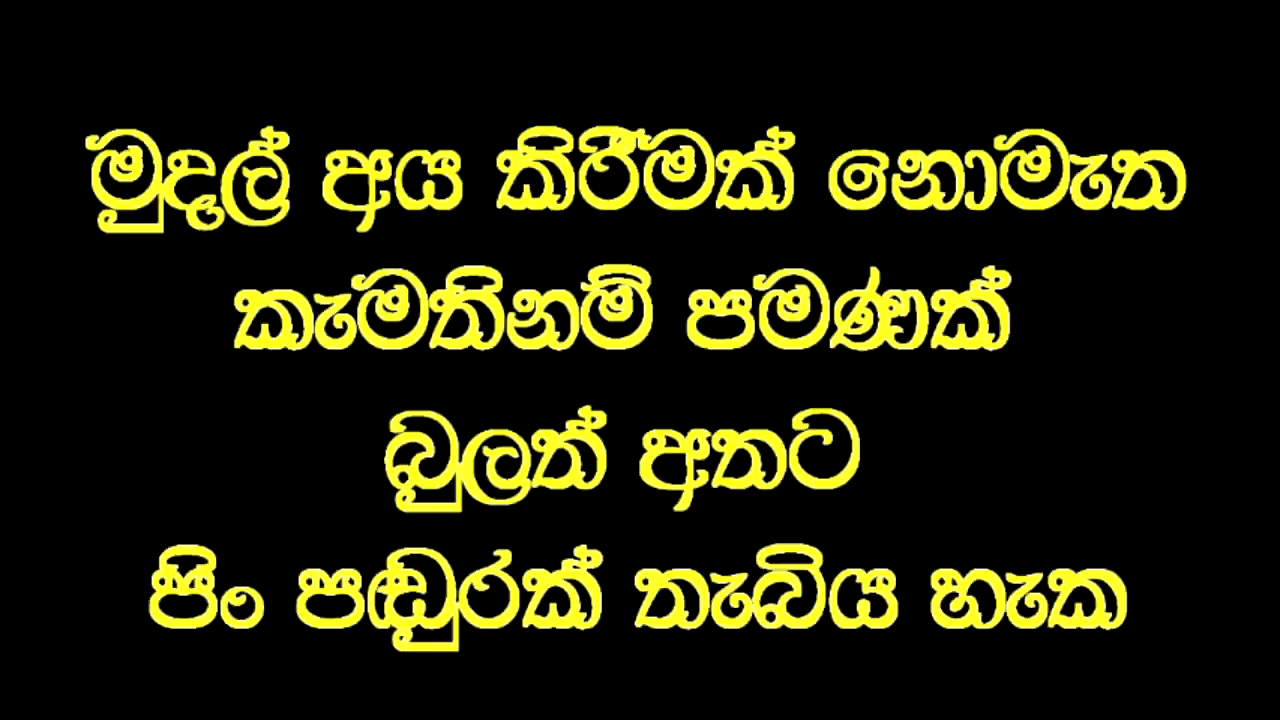 මුදල් අය කිරීමක් නොමැත
කැමතිනම් පමණක්
බුලත් අතට
පිං පඬුරක් තැබිය හැක